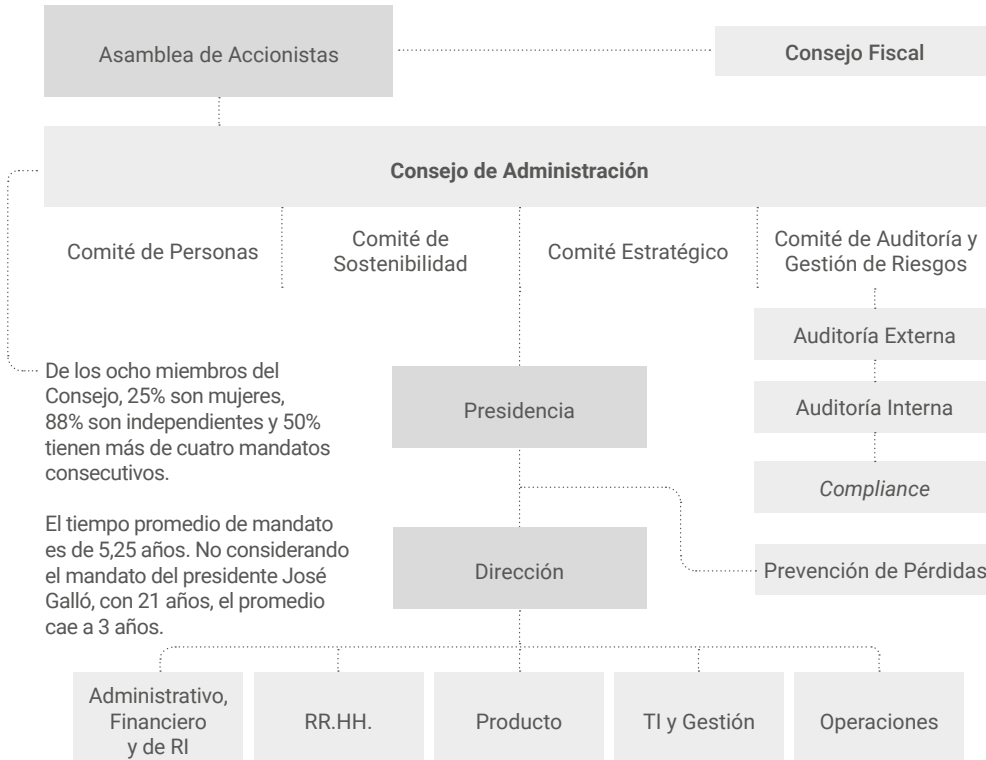 Asamblea de Accionistas
Consejo Fiscal
Consejo de Administración
Comité de Personas
Comité de
Sostenibilidad
Comité Estratégico
Comité de Auditoría y
Gestión de Riesgos
Auditoría Externa
De los ocho miembros del
Consejo, 25% son mujeres,
88% son independientes y 50%
tienen más de cuatro mandatos
consecutivos.
Presidencia
Auditoría Interna
Compliance
El tiempo promedio de mandato
es de 5,25 años. No considerando
el mandato del presidente José
Galló, con 21 años, el promedio
cae a 3 años.
Dirección
Prevención de Pérdidas
Administrativo,
Financiero
y de RI
RR.HH.
Producto
TI y Gestión
Operaciones